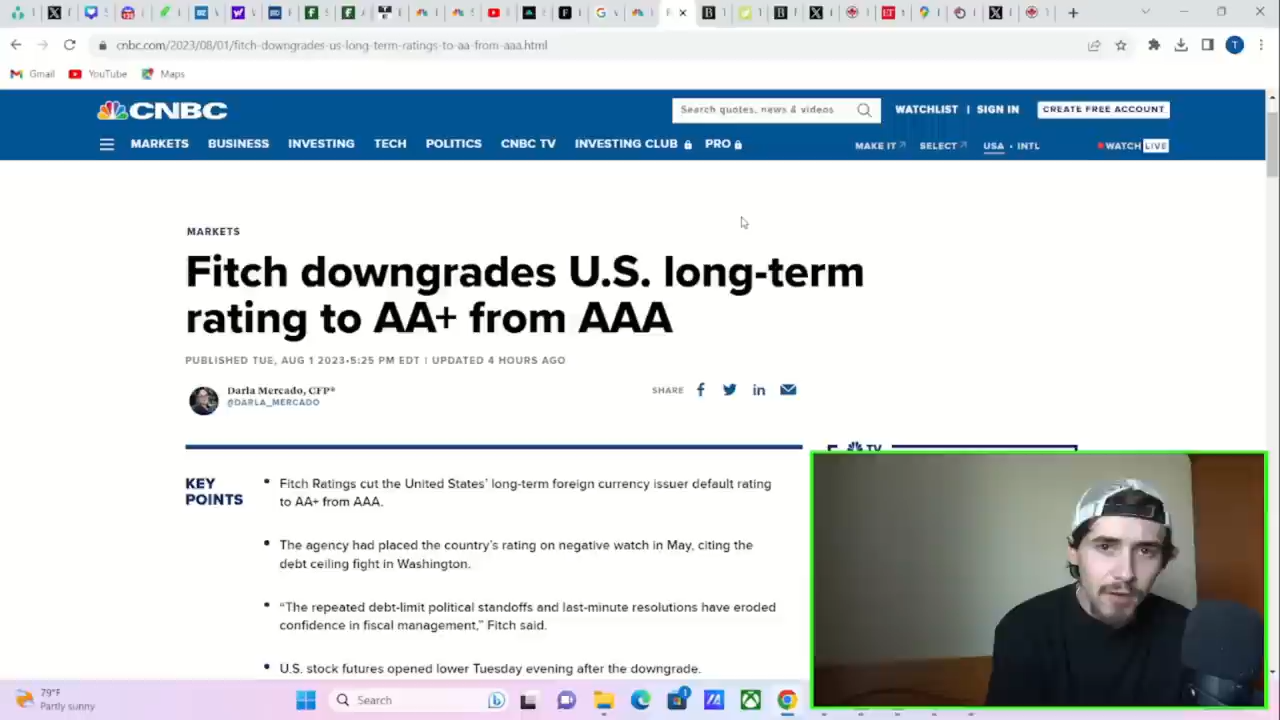 cnbc.com/2023/08/01/fitch-downgrades-us-long-term-ratings-to-aa-from-aaa.html
T
Gmail
YouTube
Maps
CNBC
Search quotes, news & videos
WATCHLIST | SIGN IN
CREATE FREE ACCOUNT
MARKETS BUSINESS INVESTING TECH POLITICS CNBC TV INVESTING CLUB PRO
MAKE IT SELECT USA • INTL WATCH LIVE
MARKETS
Fitch downgrades U.S. long-term
rating to AA+ from AAA
PUBLISHED TUE, AUG 1 2023•5:25 PM EDT | UPDATED 4 HOURS AGO
Darla Mercado, CFP®
@DARLA_MERCADO
SHARE
TV
KEY
POINTS
• Fitch Ratings cut the United States’ long-term foreign currency issuer default rating
to AA+ from AAA.
• The agency had placed the country’s rating on negative watch in May, citing the
debt ceiling fight in Washington.
• “The repeated debt-limit political standoffs and last-minute resolutions have eroded
confidence in fiscal management,” Fitch said.
• U.S. stock futures opened lower Tuesday evening after the downgrade.
79°F
Partly sunny
Search
1